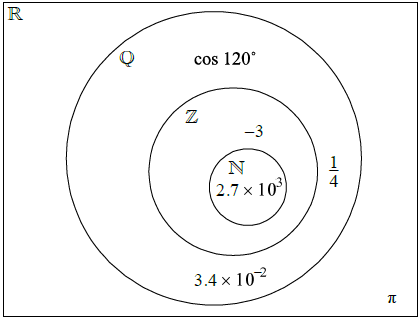 ℝ
ℚ
cos 120°
ℤ
−3
ℕ
1/4
2.7 × 10³
3.4 × 10⁻²
π